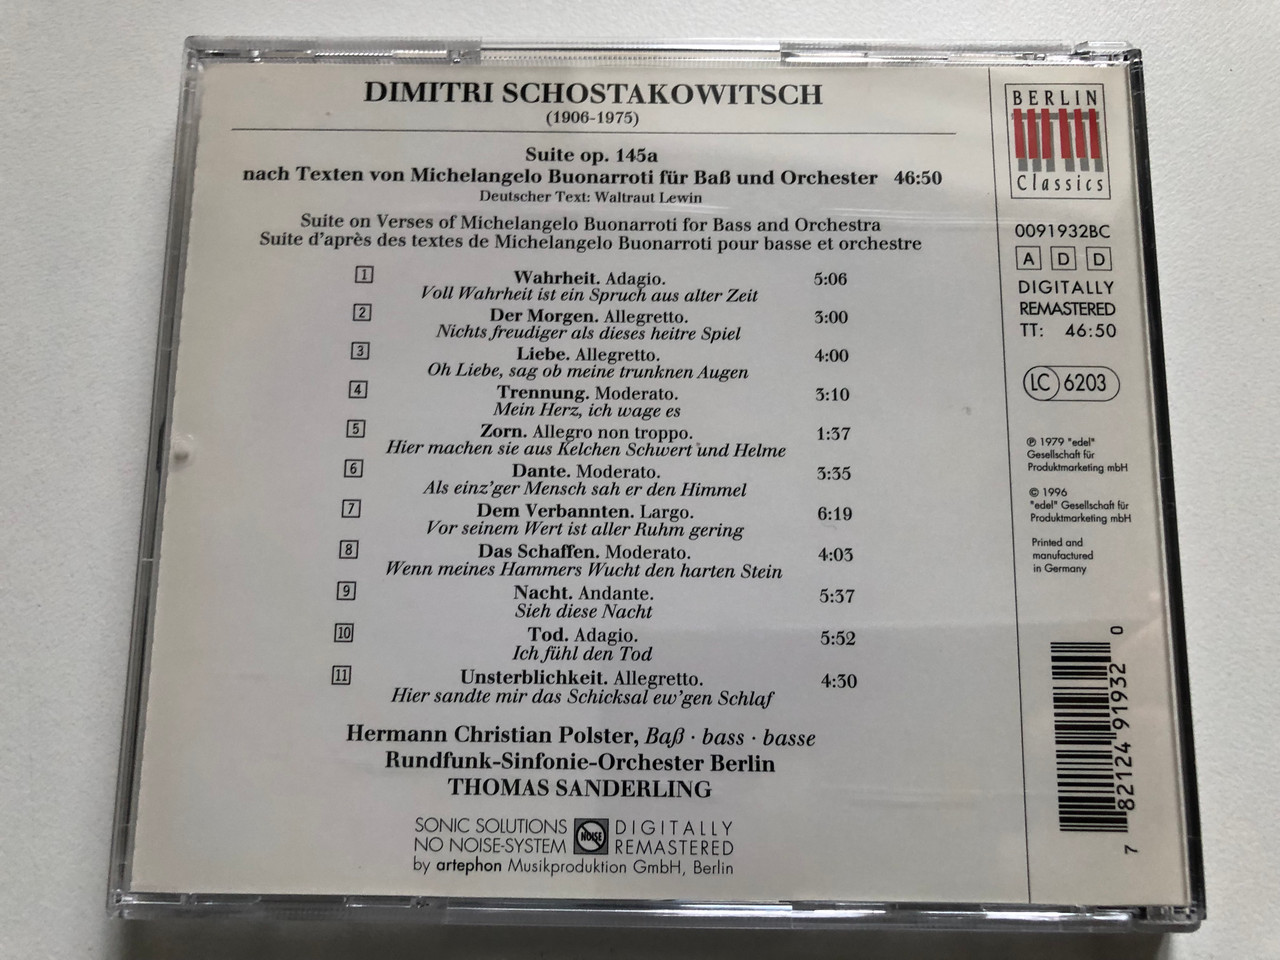 DIMITRI SCHOSTAKOWITSCH
(1906-1975)
Suite op. 145a
nach Texten von Michelangelo Buonarroti für Baß und Orchester 46:50
Deutscher Text: Waltraut Lewin
Suite on Verses of Michelangelo Buonarroti for Bass and Orchestra
Suite d'après des textes de Michelangelo Buonarroti pour basse et orchestre
1 Wahrheit. Adagio. 5:06
Voll Wahrheit ist ein Spruch aus alter Zeit
2 Der Morgen. Allegretto. 3:00
Nichts freudiger als dieses heitre Spiel
3 Liebe. Allegretto. 4:00
Oh Liebe, sag ob meine trunknen Augen
4 Trennung. Moderato. 3:10
Mein Herz, ich wage es
5 Zorn. Allegro non troppo. 1:37
Hier machen sie aus Kelchen Schwert und Helme
6 Dante. Moderato. 3:35
Als einz'ger Mensch sah er den Himmel
7 Dem Verbannten. Largo. 6:19
Vor seinem Wert ist aller Ruhm gering
8 Das Schaffen. Moderato. 4:03
Wenn meines Hammers Wucht den harten Stein
9 Nacht. Andante. 5:37
Sieh diese Nacht
10 Tod. Adagio. 5:52
Ich fühl den Tod
11 Unsterblichkeit. Allegretto. 4:30
Hier sandte mir das Schicksal ew'gen Schlaf
Hermann Christian Polster, Baß · bass · basse
Rundfunk-Sinfonie-Orchester Berlin
THOMAS SANDERLING
SONIC SOLUTIONS NOISE DIGITALLY
NO NOISE-SYSTEM REMASTERED
by artephon Musikproduktion GmbH, Berlin
BERLIN
Classics
0091932BC
A D D
DIGITALLY
REMASTERED
TT: 46:50
LC 6203
℗ 1979 "edel"
Gesellschaft für
Produktmarketing mbH
© 1996
"edel" Gesellschaft für
Produktmarketing mbH
Printed and
manufactured
in Germany
7 82124 91932 0